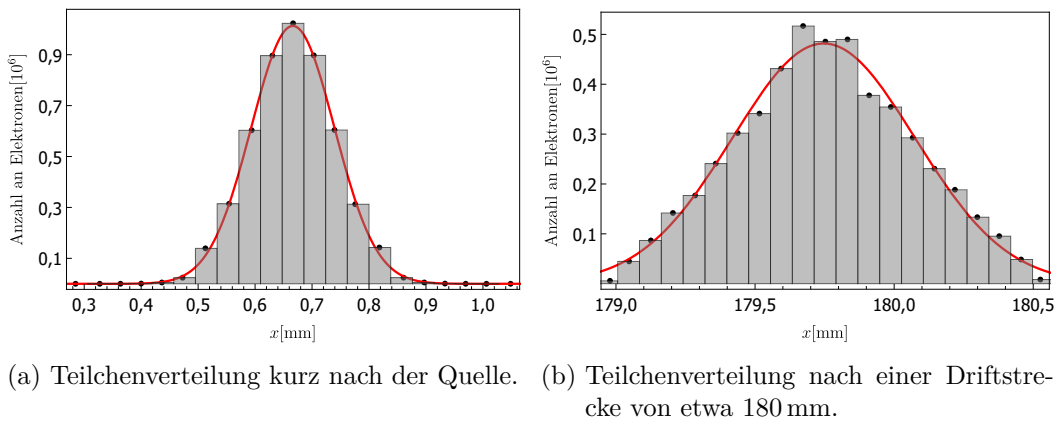 Anzahl an Elektronen[10⁶]
0,9
0,7
0,5
0,3
0,1
0,3 0,4 0,5 0,6 0,7 0,8 0,9 1,0
x[mm]
Anzahl an Elektronen[10⁶]
0,5
0,4
0,3
0,2
0,1
179,0 179,5 180,0 180,5
x[mm]
(a) Teilchenverteilung kurz nach der Quelle.
(b) Teilchenverteilung nach einer Driftstre-
cke von etwa 180 mm.